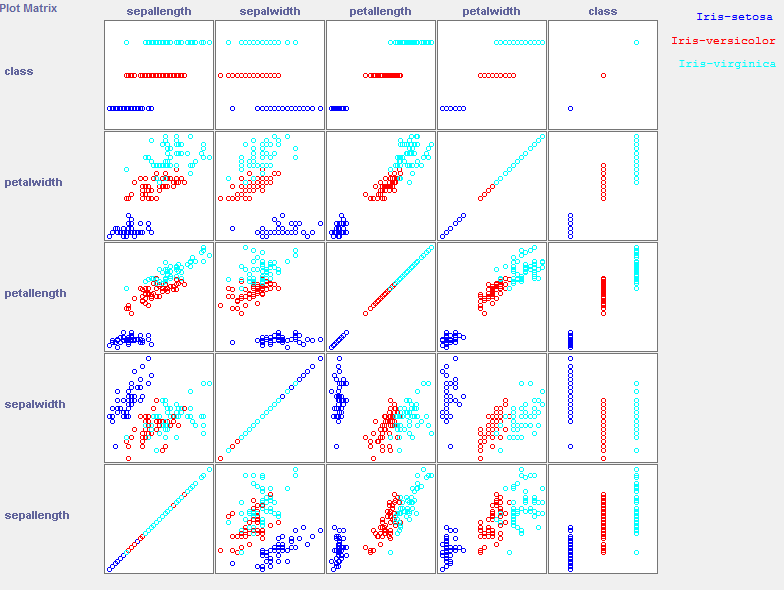 Plot Matrix
sepallength
sepalwidth
petallength
petalwidth
class
Iris-setosa
Iris-versicolor
Iris-virginica
class
petalwidth
petallength
sepalwidth
sepallength